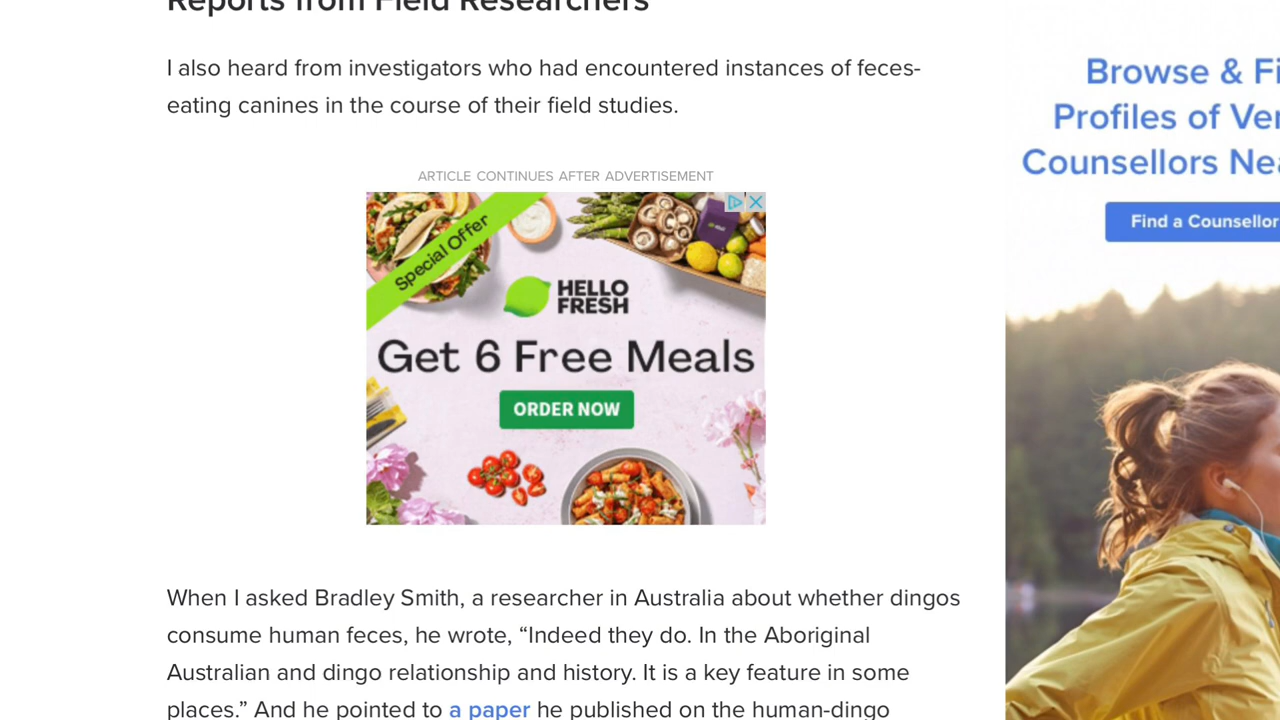 Reports from Field Researchers
I also heard from investigators who had encountered instances of feces-
eating canines in the course of their field studies.
ARTICLE CONTINUES AFTER ADVERTISEMENT
Special Offer
HELLO
FRESH
Get 6 Free Meals
ORDER NOW
When I asked Bradley Smith, a researcher in Australia about whether dingos
consume human feces, he wrote, “Indeed they do. In the Aboriginal
Australian and dingo relationship and history. It is a key feature in some
places.” And he pointed to a paper he published on the human-dingo
Browse & Fi
Profiles of Ver
Counsellors Nea
Find a Counsellor